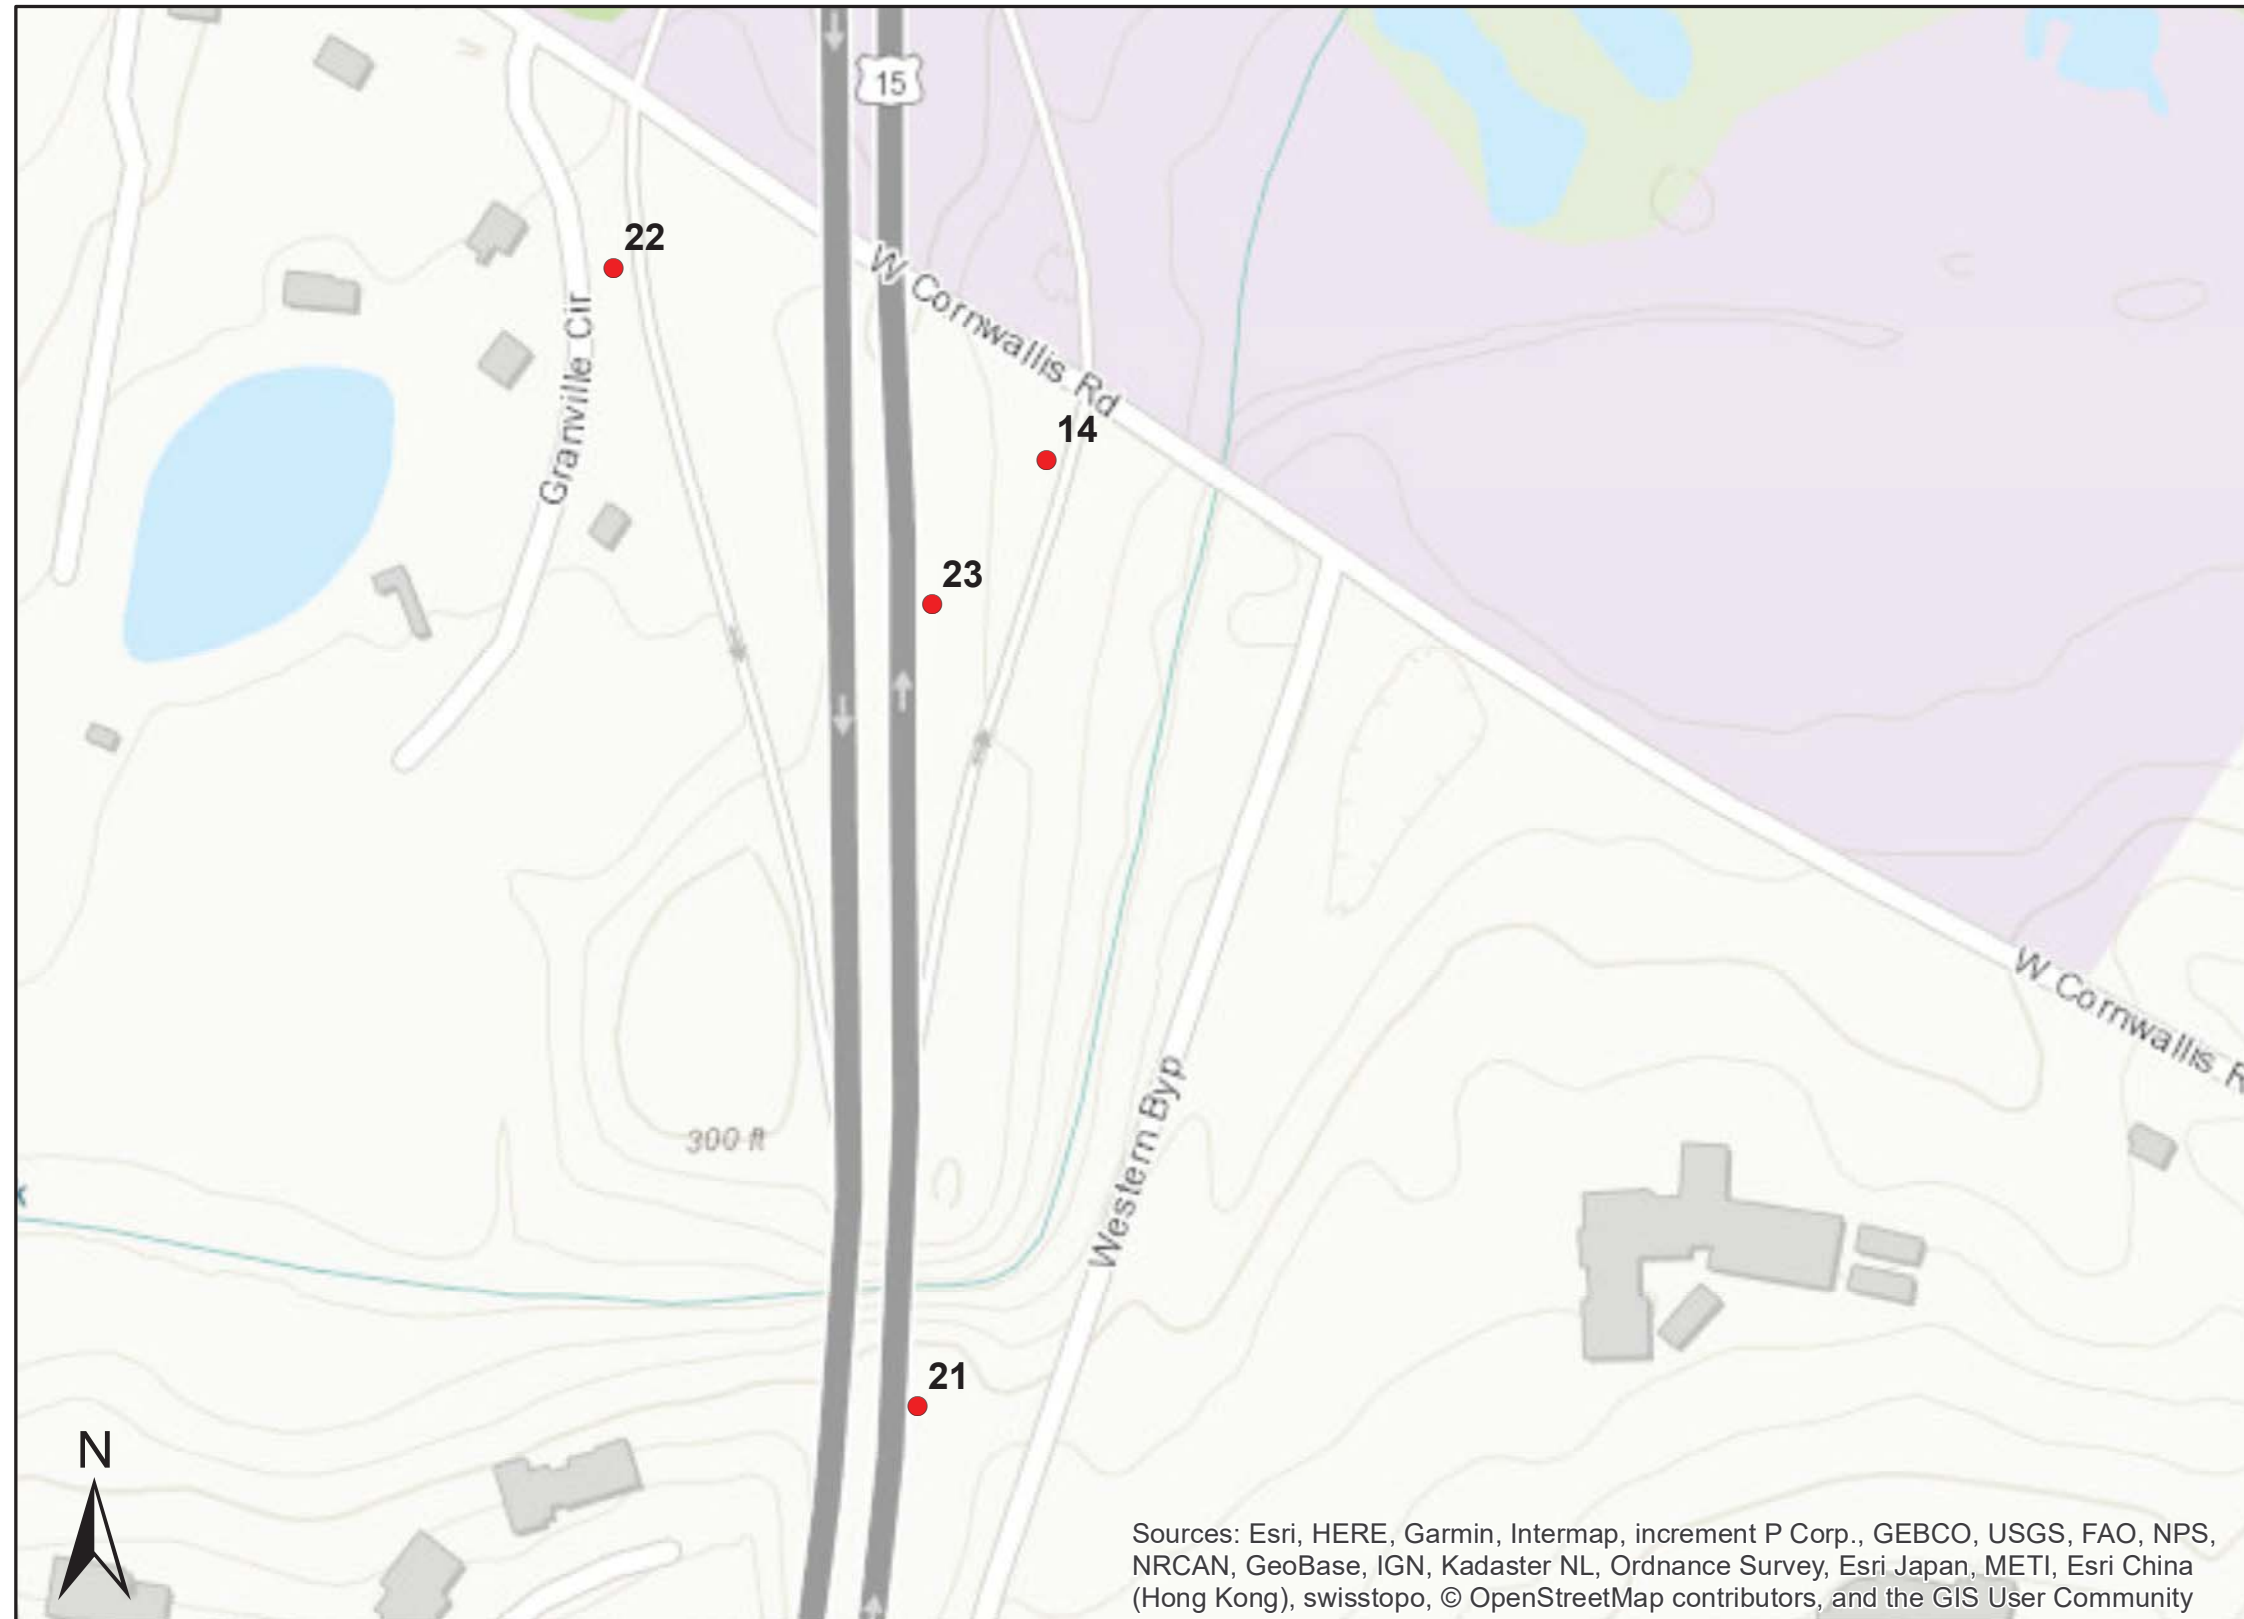 15
22
W Cornwallis Rd
Granville Cir
14
23
W Cornwallis R
Western Byp
300 ft
21
N
Sources: Esri, HERE, Garmin, Intermap, increment P Corp., GEBCO, USGS, FAO, NPS,
NRCAN, GeoBase, IGN, Kadaster NL, Ordnance Survey, Esri Japan, METI, Esri China
(Hong Kong), swisstopo, © OpenStreetMap contributors, and the GIS User Community